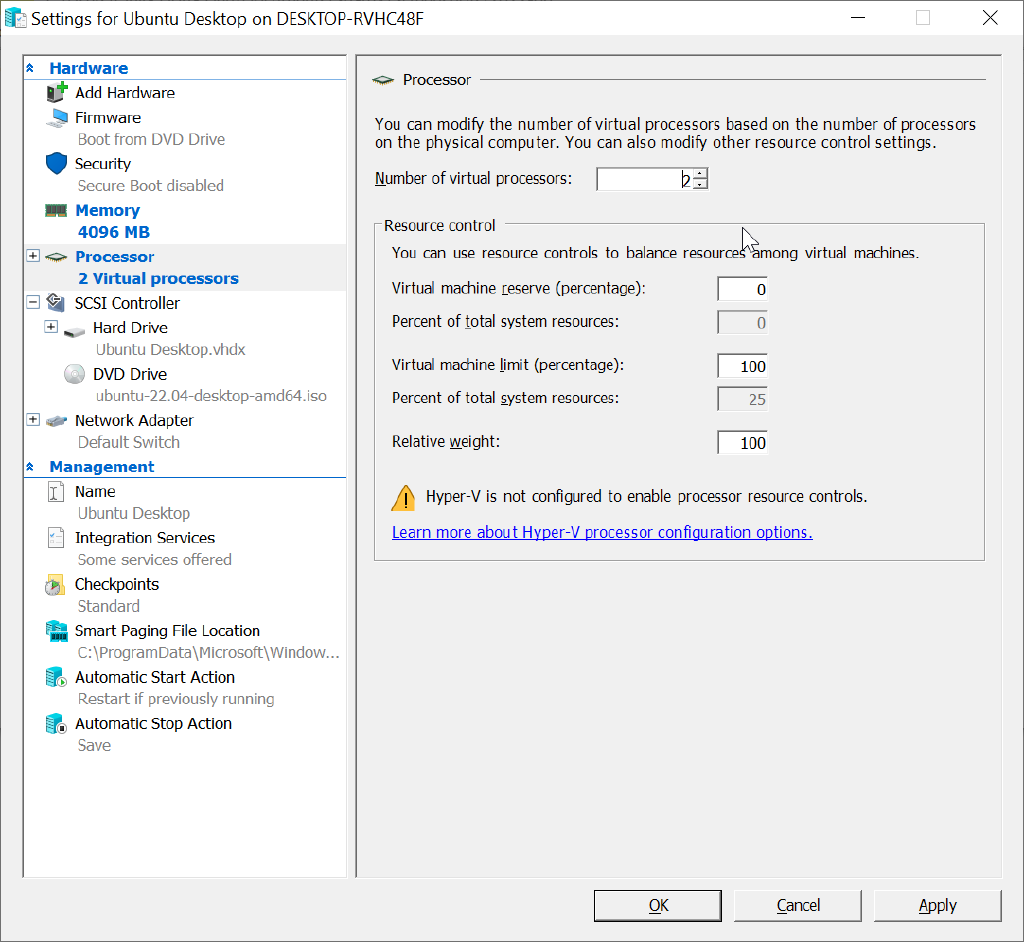 Settings for Ubuntu Desktop on DESKTOP-RVHC48F
Hardware
Add Hardware
Firmware
Boot from DVD Drive
Security
Secure Boot disabled
Memory
4096 MB
Processor
2 Virtual processors
SCSI Controller
Hard Drive
Ubuntu Desktop.vhdx
DVD Drive
ubuntu-22.04-desktop-amd64.iso
Network Adapter
Default Switch
Management
Name
Ubuntu Desktop
Integration Services
Some services offered
Checkpoints
Standard
Smart Paging File Location
C:\ProgramData\Microsoft\Window...
Automatic Start Action
Restart if previously running
Automatic Stop Action
Save
Processor
You can modify the number of virtual processors based on the number of processors
on the physical computer. You can also modify other resource control settings.
Number of virtual processors: 2
Resource control
You can use resource controls to balance resources among virtual machines.
Virtual machine reserve (percentage): 0
Percent of total system resources: 0
Virtual machine limit (percentage): 100
Percent of total system resources: 25
Relative weight: 100
Hyper-V is not configured to enable processor resource controls.
Learn more about Hyper-V processor configuration options.
OK Cancel Apply